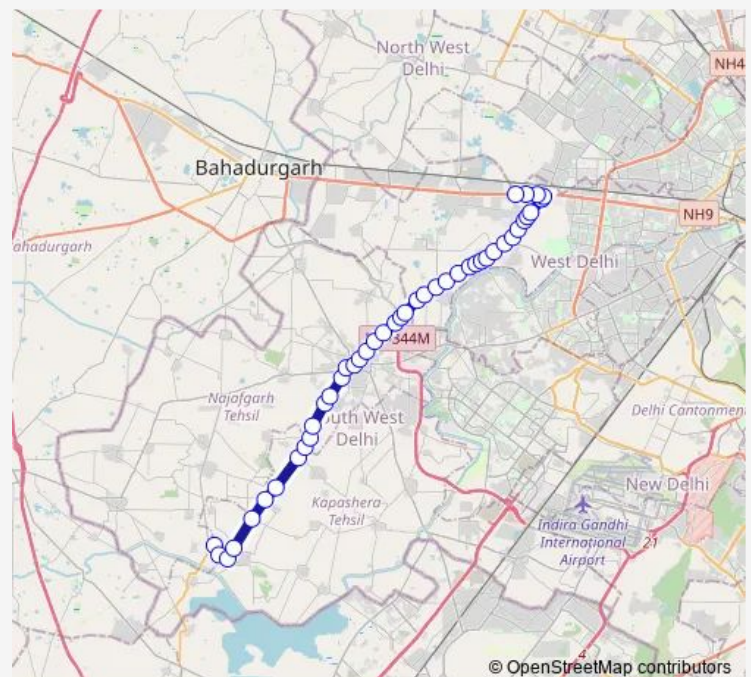 North West
Delhi
NH4
Bahadurgarh
NH9
ahadurgarh
West Delhi
344M
Najafgarh
Tehsil
uth West
Delhi
Delhi Cantonmen
New Delhi
Kapashera
Tehsil
Indira Gandhi
International
Airport
21
4
© OpenStreetMap contributors